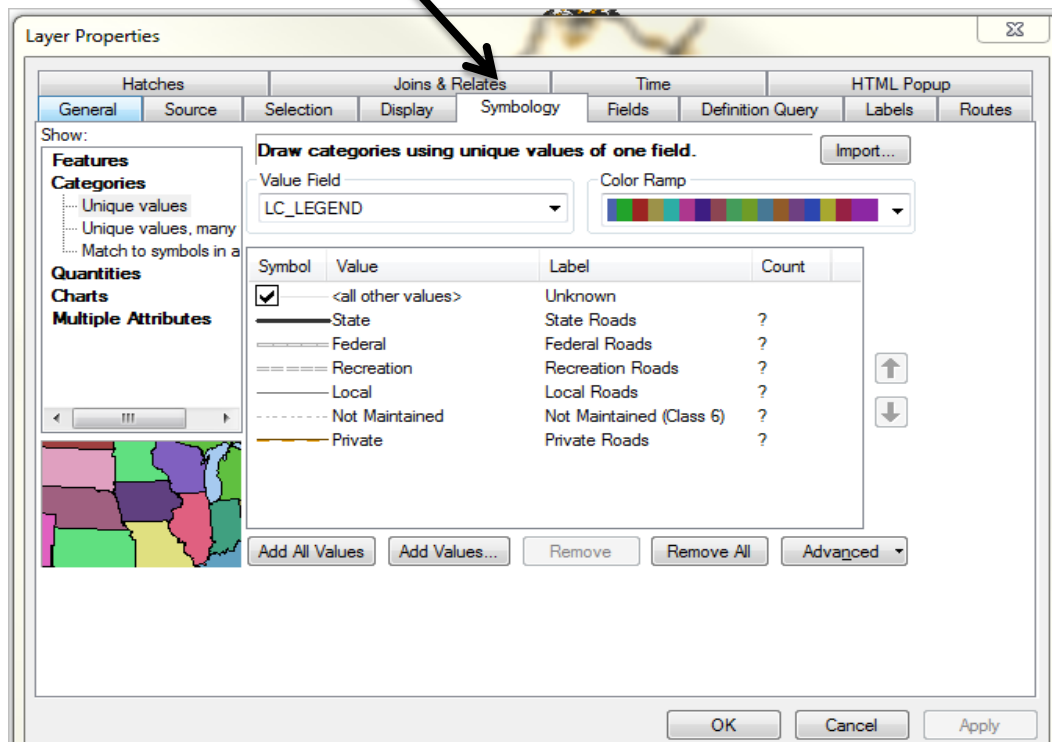 Layer Properties
Hatches Joins & Relates Time HTML Popup
General Source Selection Display Symbology Fields Definition Query Labels Routes
Show:
Features
Categories
Unique values
Unique values, many
Match to symbols in a
Quantities
Charts
Multiple Attributes
Draw categories using unique values of one field.
Import...
Value Field
LC_LEGEND
Color Ramp
Symbol Value Label Count
<all other values> Unknown
State State Roads ?
Federal Federal Roads ?
Recreation Recreation Roads ?
Local Local Roads ?
Not Maintained Not Maintained (Class 6) ?
Private Private Roads ?
Add All Values Add Values... Remove Remove All Advanced
OK Cancel Apply